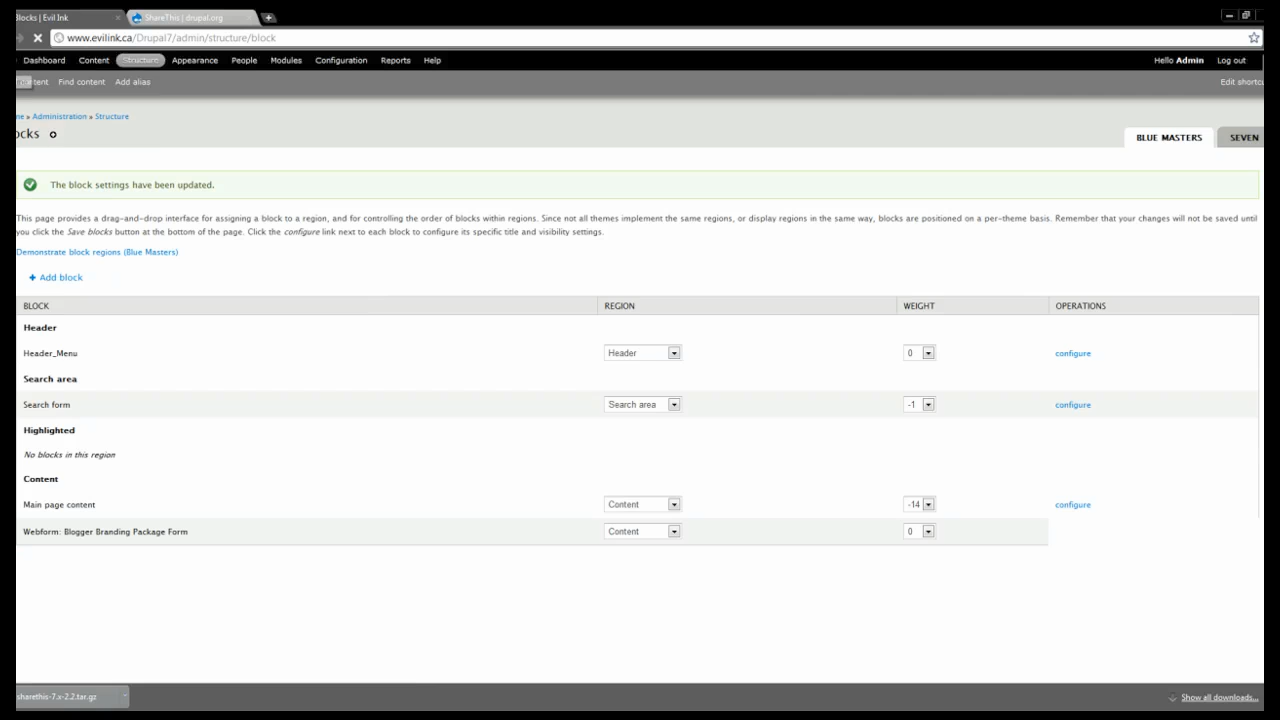 Blocks | Evil Ink
ShareThis | drupal.org
www.evilink.ca/Drupal7/admin/structure/block
Dashboard Content Structure Appearance People Modules Configuration Reports Help Hello Admin Log out
Find content Add alias Edit shortcu
me » Administration » Structure
ocks
BLUE MASTERS SEVEN
The block settings have been updated.
This page provides a drag-and-drop interface for assigning a block to a region, and for controlling the order of blocks within regions. Since not all themes implement the same regions, or display regions in the same way, blocks are positioned on a per-theme basis. Remember that your changes will not be saved until
you click the Save blocks button at the bottom of the page. Click the configure link next to each block to configure its specific title and visibility settings.
Demonstrate block regions (Blue Masters)
+ Add block
BLOCK REGION WEIGHT OPERATIONS
Header
Header_Menu Header 0 configure
Search area
Search form Search area -1 configure
Highlighted
No blocks in this region
Content
Main page content Content -14 configure
Webform: Blogger Branding Package Form Content 0
sharethis-7.x-2.2.tar.gz Show all downloads...